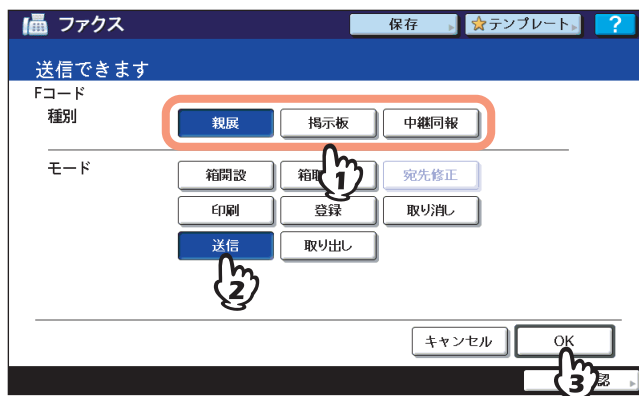 ファクス 保存 テンプレート ?
送信できます
Fコード
種別 親展 掲示板 中継同報
1
モード 箱開設 宛先修正
印刷 登録 取り消し
送信 取り出し
2
キャンセル OK
3